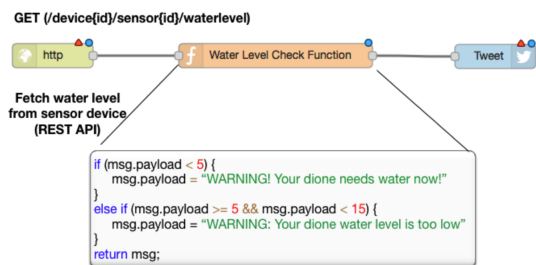 GET (/device{id}/sensor{id}/waterlevel)
http
Water Level Check Function
Tweet
Fetch water level
from sensor device
(REST API)
if (msg.payload < 5) {
msg.payload = “WARNING! Your dione needs water now!”
}
else if (msg.payload >= 5 && msg.payload < 15) {
msg.payload = “WARNING: Your dione water level is too low”
}
return msg;